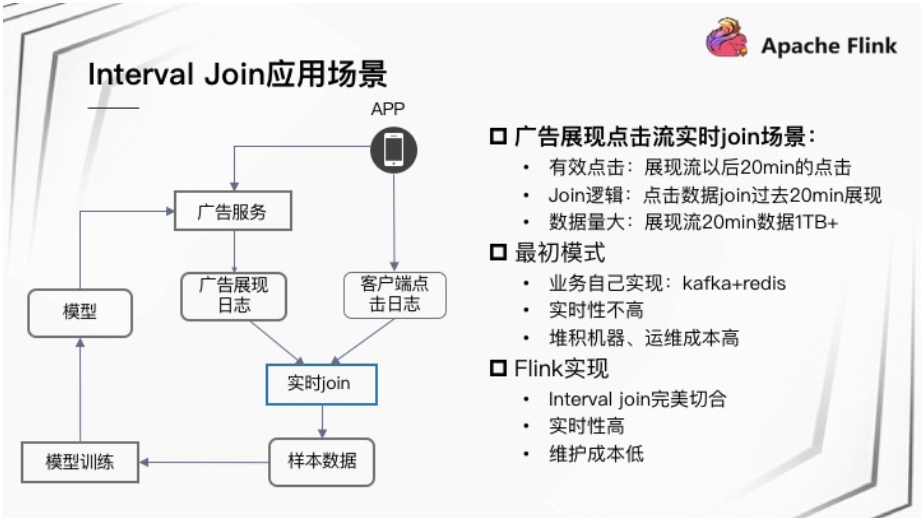 Apache Flink
Interval Join应用场景
APP
广告服务
广告展现
日志
客户端点
击日志
模型
实时join
模型训练
样本数据
广告展现点击流实时join场景：
• 有效点击：展现流以后20min的点击
• Join逻辑：点击数据join过去20min展现
• 数据量大：展现流20min数据1TB+
最初模式
• 业务自己实现：kafka+redis
• 实时性不高
• 堆积机器、运维成本高
Flink实现
• Interval join完美切合
• 实时性高
• 维护成本低